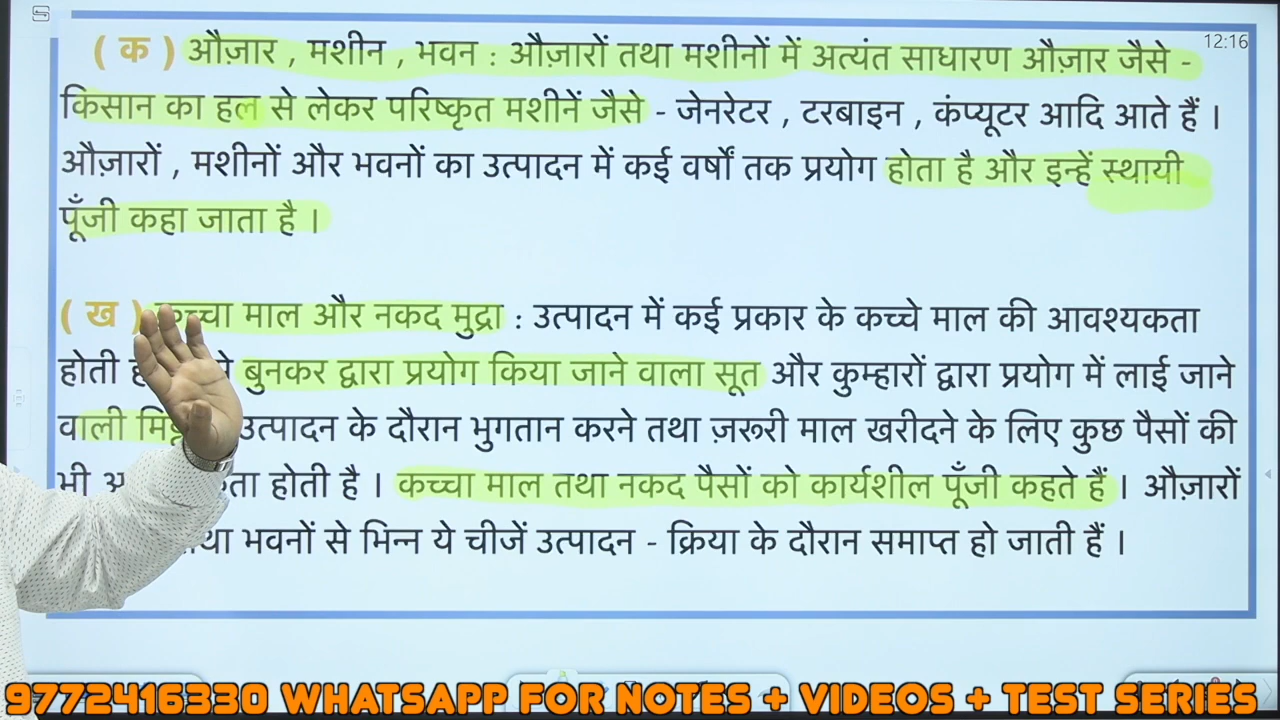 12:16
( क ) औज़ार , मशीन , भवन : औज़ारों तथा मशीनों में अत्यंत साधारण औज़ार जैसे -
किसान का हल से लेकर परिष्कृत मशीनें जैसे - जेनरेटर , टरबाइन , कंप्यूटर आदि आते हैं ।
औज़ारों , मशीनों और भवनों का उत्पादन में कई वर्षों तक प्रयोग होता है और इन्हें स्थायी
पूँजी कहा जाता है ।
( ख ) कच्चा माल और नकद मुद्रा : उत्पादन में कई प्रकार के कच्चे माल की आवश्यकता
होती बुनकर द्वारा प्रयोग किया जाने वाला सूत और कुम्हारों द्वारा प्रयोग में लाई जाने
वाली उत्पादन के दौरान भुगतान करने तथा ज़रूरी माल खरीदने के लिए कुछ पैसों की
भी होती है । कच्चा माल तथा नकद पैसों को कार्यशील पूँजी कहते हैं । औज़ारों
भवनों से भिन्न ये चीजें उत्पादन - क्रिया के दौरान समाप्त हो जाती हैं ।
9772416330 WHATSAPP FOR NOTES + VIDEOS + TEST SERIES